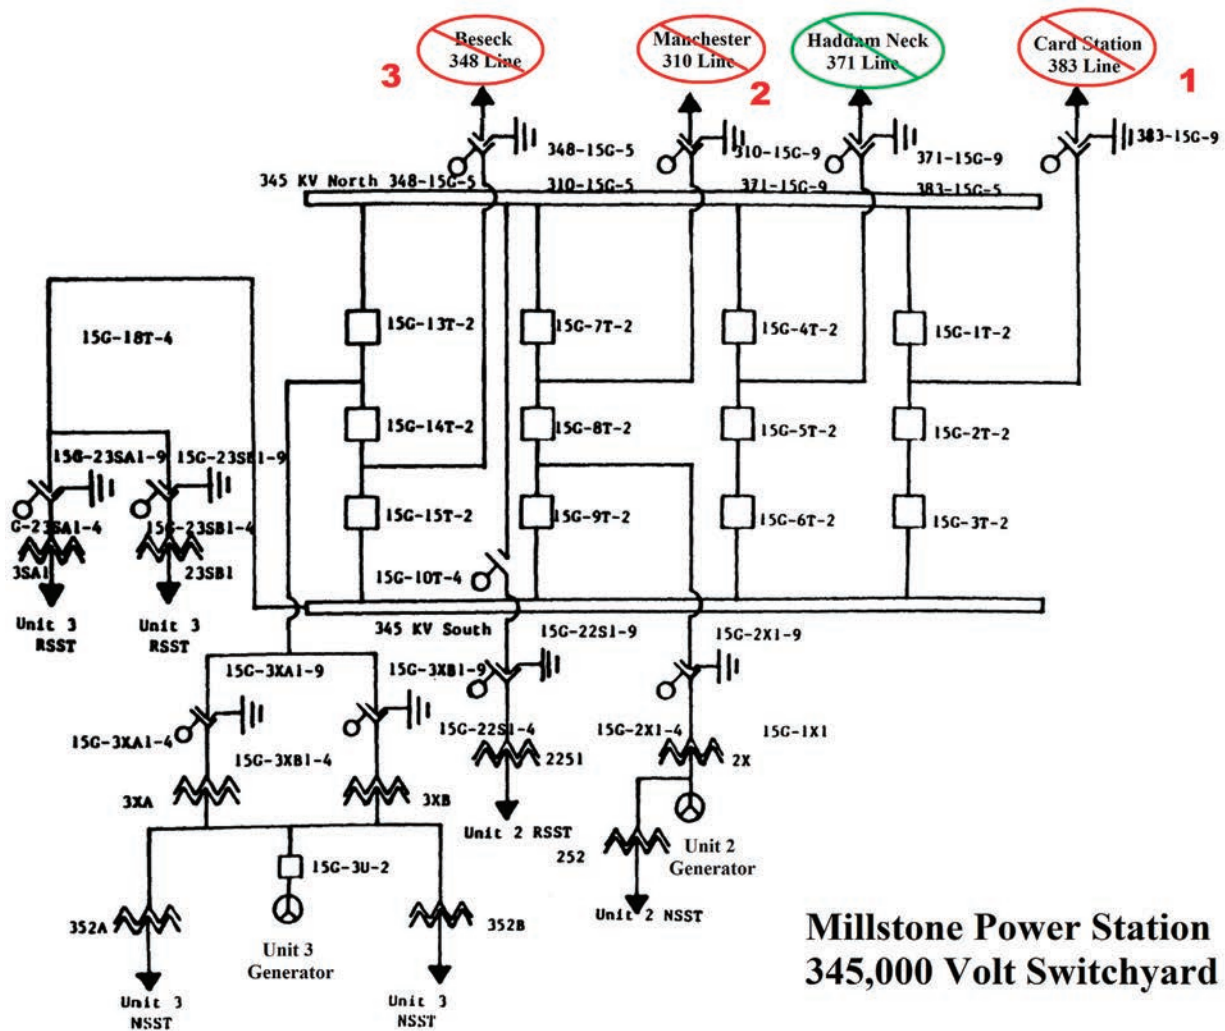 Beseck
348 Line
Manchester
310 Line
Haddam Neck
371 Line
Card Station
383 Line
3
2
1
348-15G-5
310-15G-9
371-15G-9
383-15G-9
345 KV North 348-15G-5
310-15G-5
371-15G-9
383-15G-5
15G-18T-4
15G-13T-2
15G-7T-2
15G-4T-2
15G-1T-2
15G-14T-2
15G-8T-2
15G-5T-2
15G-2T-2
15G-23SA1-9
15G-23SB1-9
G-23SA1-4
15G-23SB1-4
15G-15T-2
15G-9T-2
15G-6T-2
15G-3T-2
3SA1
23SB1
15G-10T-4
Unit 3
RSST
Unit 3
RSST
345 KV South
15G-22S1-9
15G-2X1-9
15G-3XA1-9
15G-3XB1-9
15G-3XA1-4
15G-3XB1-4
15G-22S1-4
15G-2X1-4
15G-1X1
3XA
3XB
22S1
2X
Unit 2 RSST
252
Unit 2
Generator
15G-3U-2
Unit 2 NSST
352A
352B
Unit 3
Generator
Unit 3
NSST
Unit 3
NSST
Millstone Power Station
345,000 Volt Switchyard